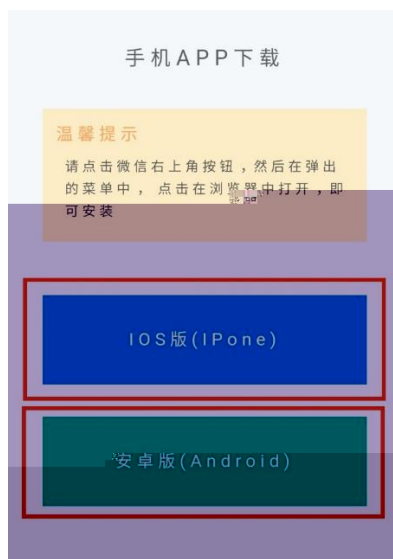 手机APP下载
温馨提示
请点击微信右上角按钮，然后在弹出
的菜单中， 点击在浏览器中打开，即
可安装
IOS版(IPone)
安卓版(Android)